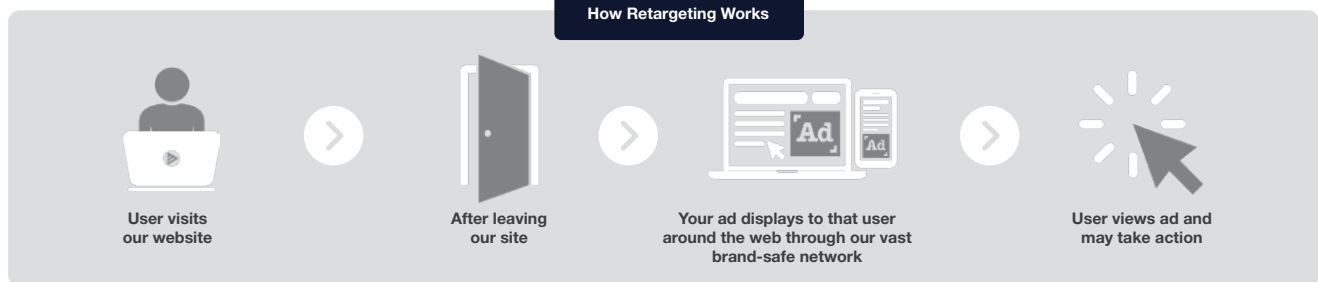 How Retargeting Works
User visits
our website
After leaving
our site
Ad
Ad
Your ad displays to that user
around the web through our vast
brand-safe network
User views ad and
may take action